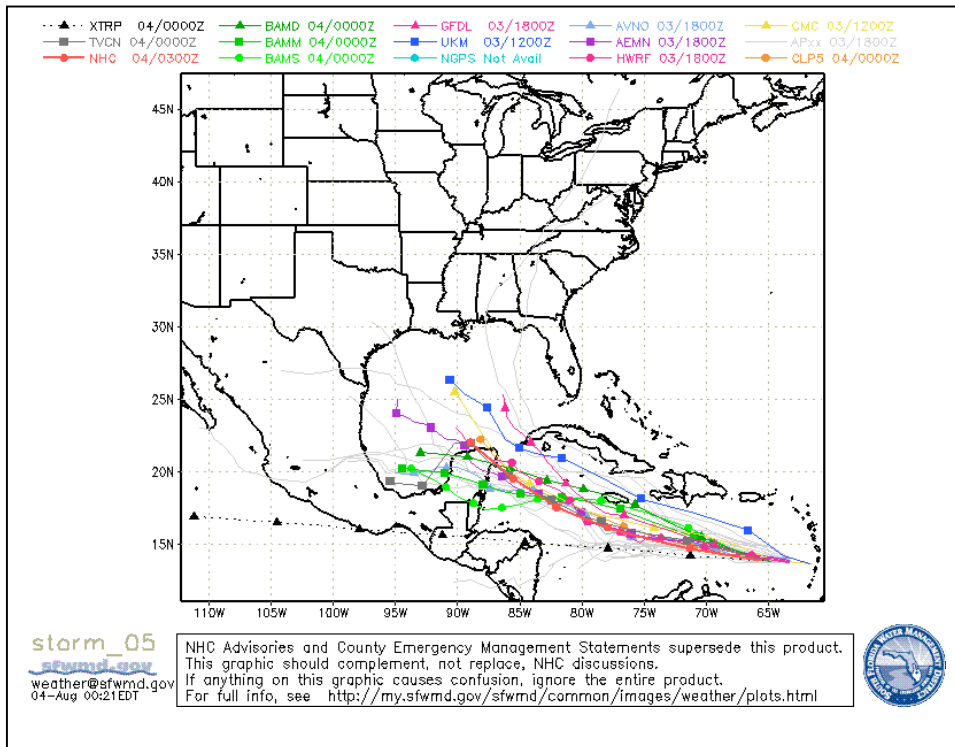 XTRP 04/0000Z BAMD 04/0000Z GFDL 03/1800Z AVNO 03/1800Z CMC 03/1200Z
TVCN 04/0000Z BAMM 04/0000Z UKM 03/1200Z AEMN 03/1800Z APxx 03/1800Z
NHC 04/0300Z BAMS 04/0000Z NGPS Not Avail HWRF 03/1800Z CLP5 04/0000Z
45N
40N
35N
30N
25N
20N
15N
110W 105W 100W 95W 90W 85W 80W 75W 70W 65W
storm_05
sfwmd.gov
weather@sfwmd.gov
04-Aug 00:21EDT
NHC Advisories and County Emergency Management Statements supersede this product.
This graphic should complement, not replace, NHC discussions.
If anything on this graphic causes confusion, ignore the entire product.
For full info, see http://my.sfwmd.gov/sfwmd/common/images/weather/plots.html
SOUTH FLORIDA WATER MANAGEMENT DISTRICT